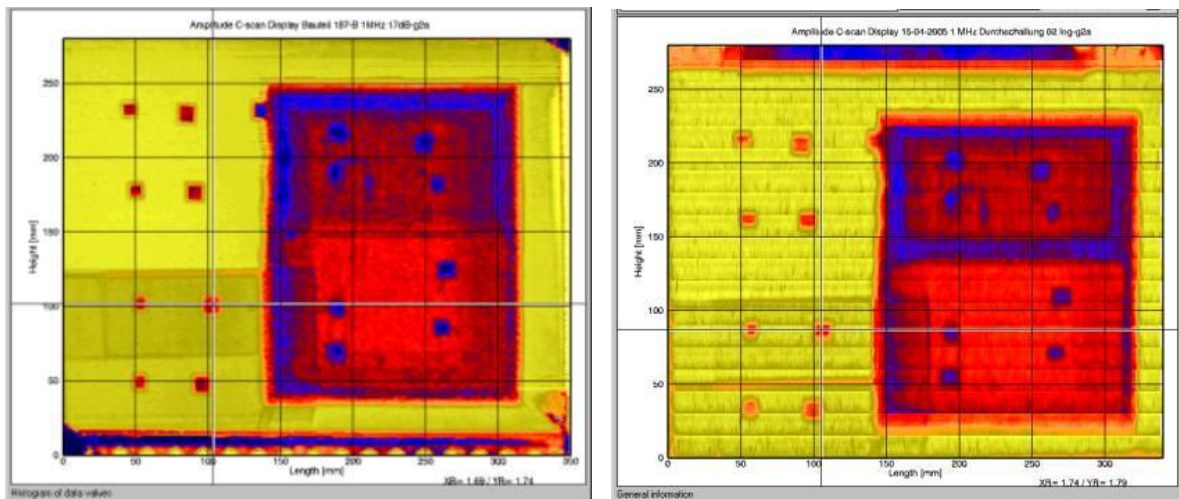 Amplitude C-scan Display Bauteil 187-B 1MHz 17dB-g2a
250
200
150
100
50
0
Height [mm]
0 50 100 150 200 250 300 350
Length [mm]
XR= 1.69 / YR= 1.74
Histogram of data values
Amplitude C-scan Display 15-04-2005 1 MHz Durchschallung 02 log-g2a
250
200
150
100
50
0
Height [mm]
0 50 100 150 200 250 300
Length [mm]
XR= 1.74 / YR= 1.79
General information